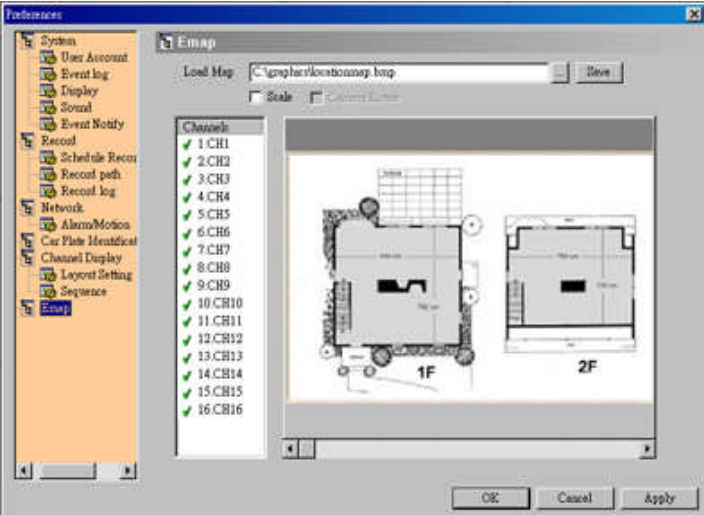 Preferences
System
User Account
Event log
Display
Sound
Event Notify
Record
Schedule Recor
Record path
Record log
Network
Alarm/Motion
Car Plate Identificat
Channel Display
Layout Setting
Sequence
Emap
Emap
Load Map C:\graphics\locationmap.bmp ... Save
Scale
Channels
1.CH1
2.CH2
3.CH3
4.CH4
5.CH5
6.CH6
7.CH7
8.CH8
9.CH9
10.CH10
11.CH11
12.CH12
13.CH13
14.CH14
15.CH15
16.CH16
1F
2F
OK Cancel Apply